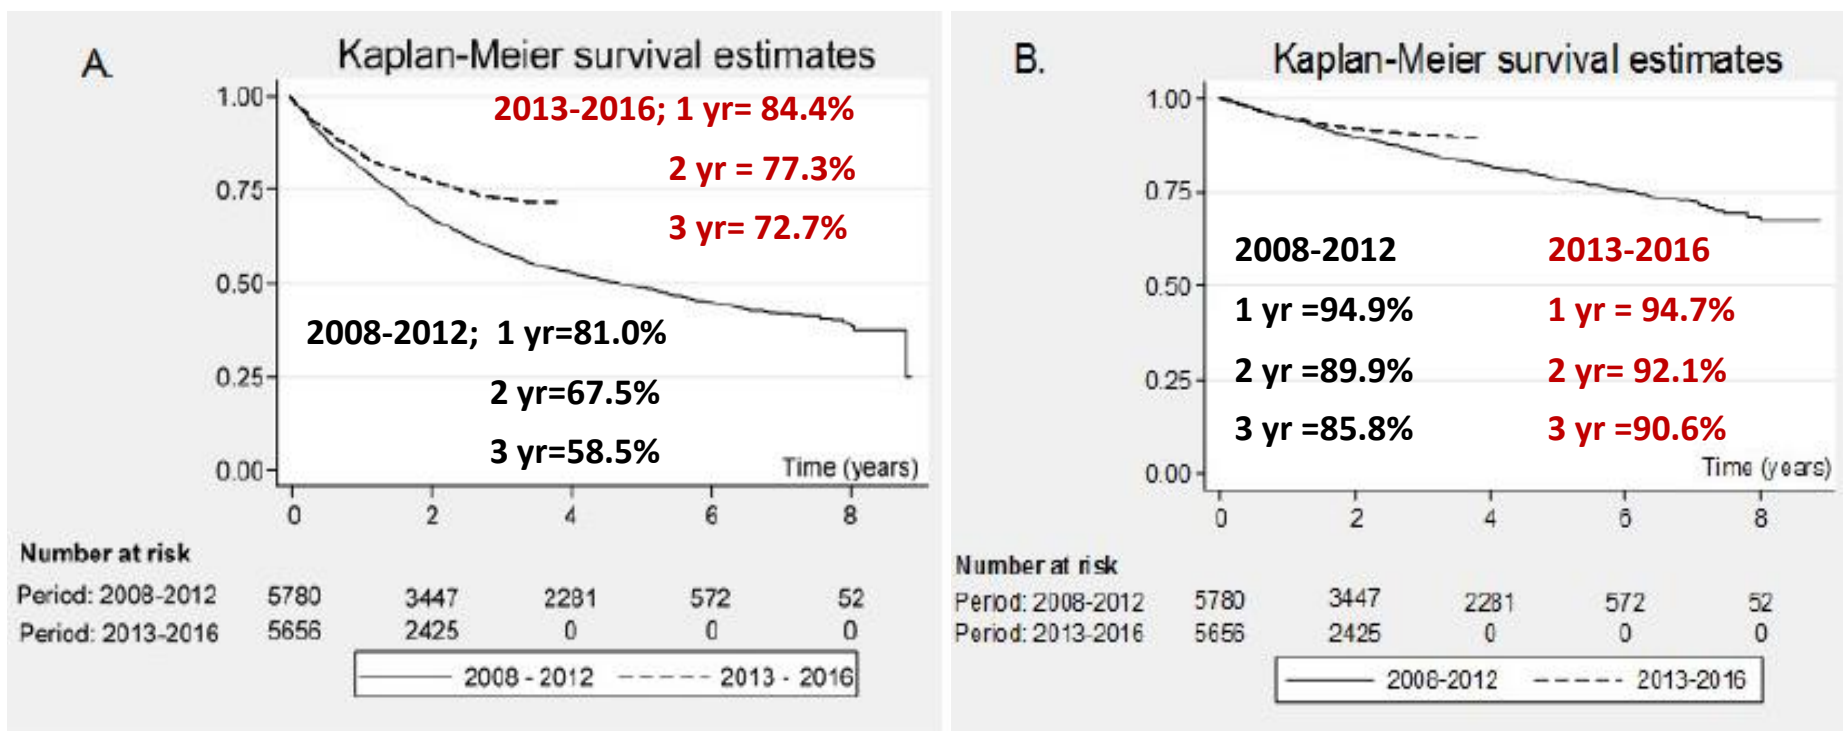 A.
Kaplan-Meier survival estimates
1.00
0.75
0.50
0.25
0.00
2013-2016; 1 yr= 84.4%
2 yr = 77.3%
3 yr= 72.7%
2008-2012; 1 yr=81.0%
2 yr=67.5%
3 yr=58.5%
Time (years)
0 2 4 6 8
Number at risk
Period: 2008-2012 5780 3447 2281 572 52
Period: 2013-2016 5656 2425 0 0 0
2008 - 2012 2013 - 2016
B.
Kaplan-Meier survival estimates
1.00
0.75
0.50
0.25
0.00
2008-2012 2013-2016
1 yr =94.9% 1 yr = 94.7%
2 yr =89.9% 2 yr= 92.1%
3 yr =85.8% 3 yr =90.6%
Time (years)
0 2 4 6 8
Number at risk
Period: 2008-2012 5780 3447 2281 572 52
Period: 2013-2016 5656 2425 0 0 0
2008-2012 2013-2016